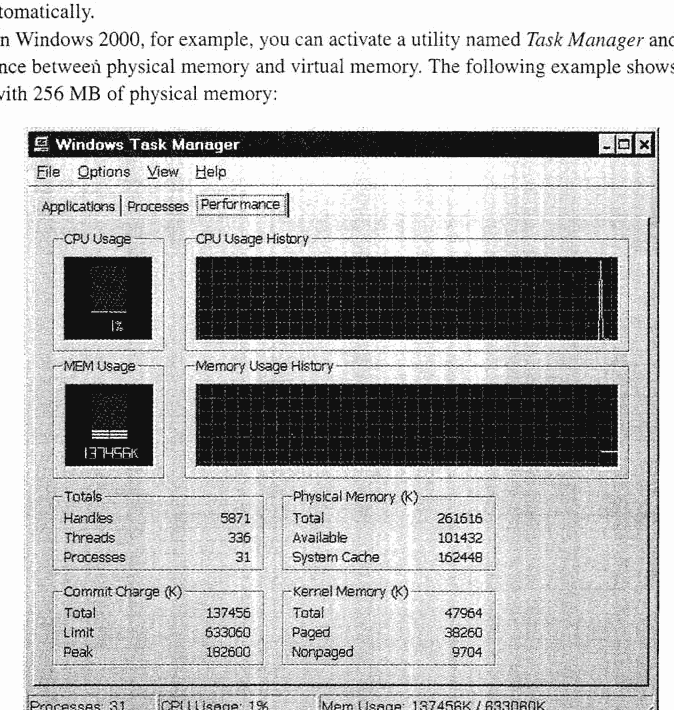 tomatically.
n Windows 2000, for example, you can activate a utility named Task Manager and
nce between physical memory and virtual memory. The following example shows
with 256 MB of physical memory:
Windows Task Manager
File Options View Help
Applications Processes Performance
CPU Usage
CPU Usage History
1%
MEM Usage
Memory Usage History
137456K
Totals
Handles 5871
Threads 336
Processes 31
Physical Memory (K)
Total 261616
Available 101432
System Cache 162448
Commit Charge (K)
Total 137456
Limit 633060
Peak 182600
Kernel Memory (K)
Total 47964
Paged 38260
Nonpaged 9704
Processes: 31 CPU Usage: 1% Mem Usage: 137456K / 633060K